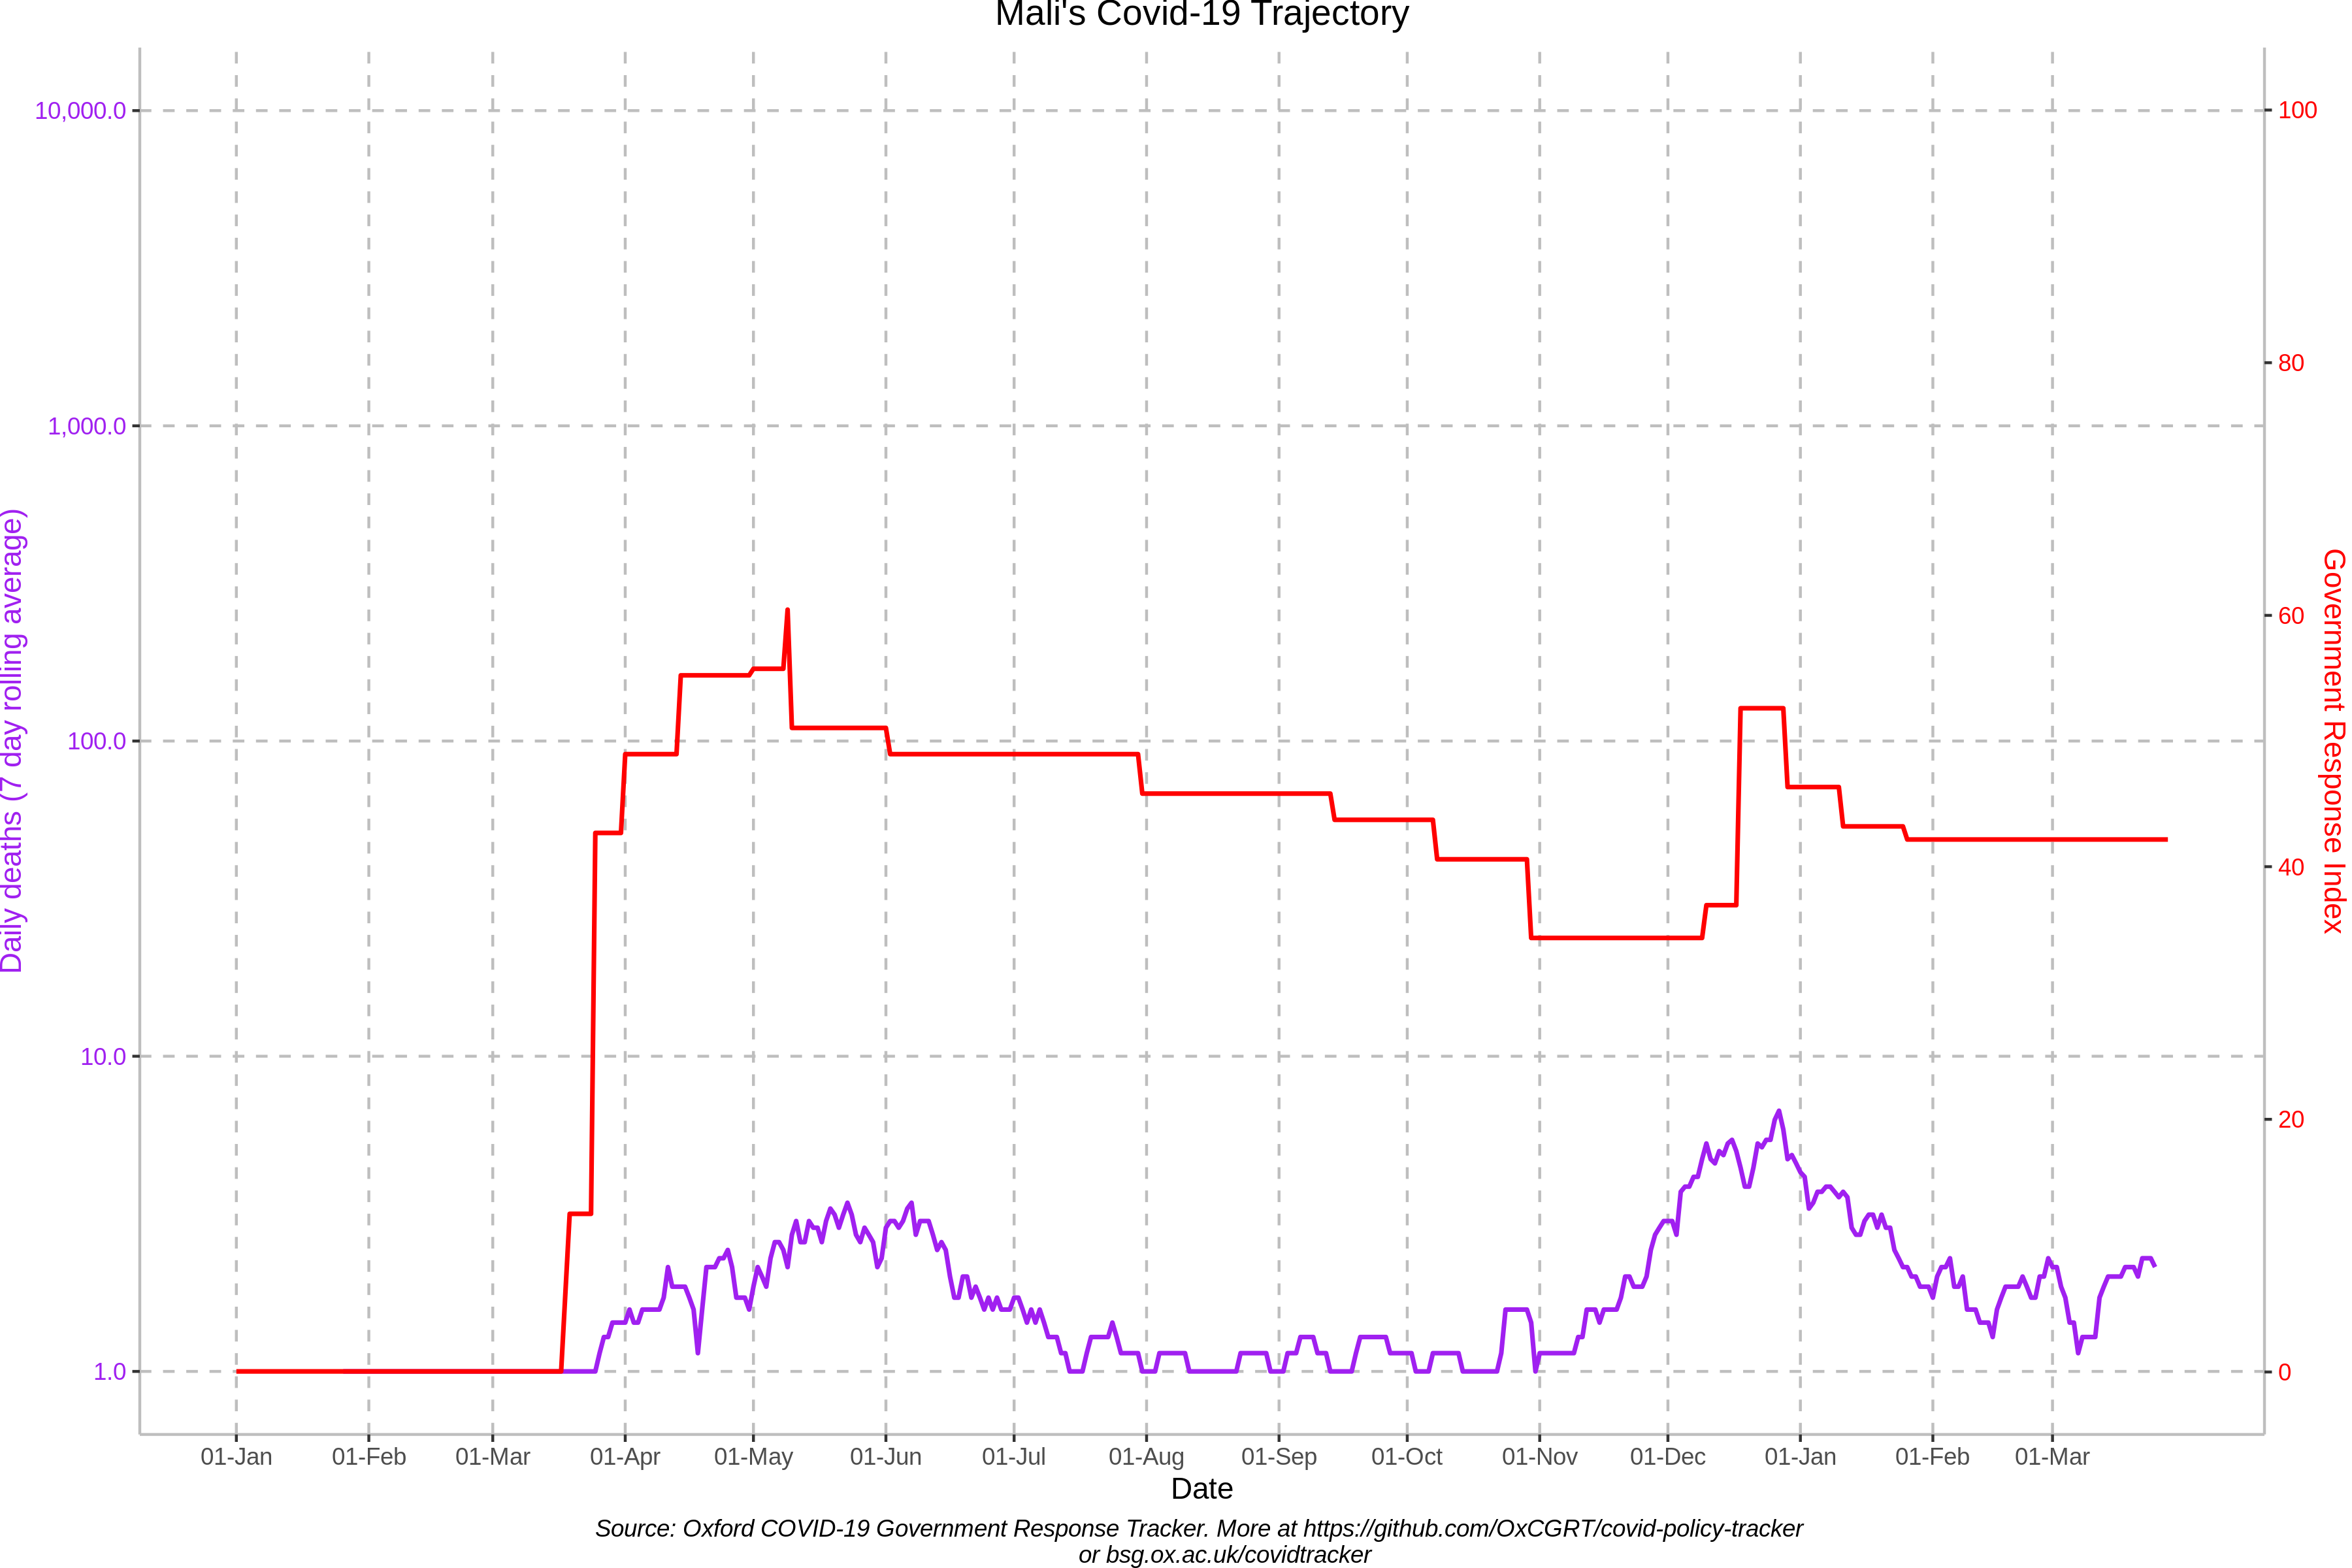 Mali's Covid-19 Trajectory
10,000.0
1,000.0
100.0
10.0
1.0
Daily deaths (7 day rolling average)
100
80
60
40
20
0
Government Response Index
01-Jan 01-Feb 01-Mar 01-Apr 01-May 01-Jun 01-Jul 01-Aug 01-Sep 01-Oct 01-Nov 01-Dec 01-Jan 01-Feb 01-Mar
Date
Source: Oxford COVID-19 Government Response Tracker. More at https://github.com/OxCGRT/covid-policy-tracker
or bsg.ox.ac.uk/covidtracker